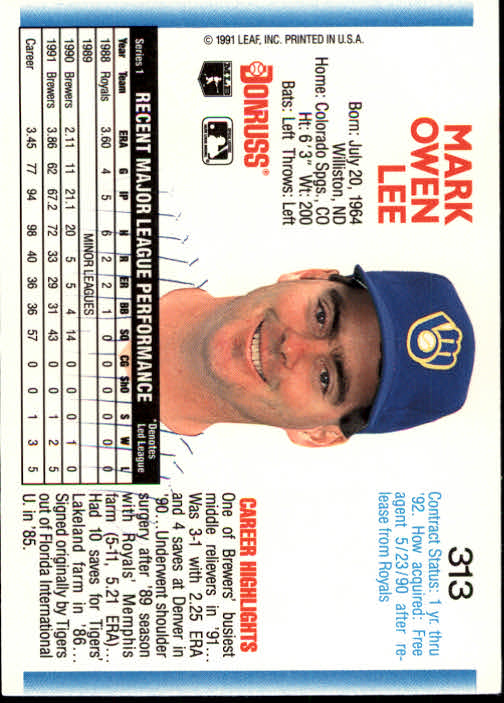 MARK
OWEN
LEE
Born: July 20, 1964
Williston, ND
Home: Colorado Spgs., CO
Ht: 6'3" Wt: 200
Bats: Left Throws: Left
DONRUSS®
MLB
© 1991 LEAF, INC. PRINTED IN U.S.A.
313
Contract Status: 1 yr. thru
'92. How acquired: Free
agent 5/23/90 after re-
lease from Royals
Series 1 RECENT MAJOR LEAGUE PERFORMANCE *Denotes Led League
Year Team ERA G IP H R ER BB SO CG ShO S W L
1988 Royals 3.60 4 5 6 2 2 1 0 0 0 0 0 0
1989 MINOR LEAGUES
1990 Brewers 2.11 11 21.1 20 5 5 4 14 0 0 0 1 0
1991 Brewers 3.86 62 67.2 72 33 29 31 43 0 0 1 2 5
Career 3.45 77 94 98 40 36 36 57 0 0 1 3 5
CAREER HIGHLIGHTS
One of Brewers' busiest
middle relievers in '91...
Was 3-1 with 2.25 ERA
and 4 saves at Denver in
'90...Underwent shoulder
surgery after '89 season
with Royals' Memphis
farm (5-11, 5.21 ERA)...
Had 10 saves for Tigers'
Lakeland farm in '86...
Signed originally by Tigers
out of Florida International
U. in '85.